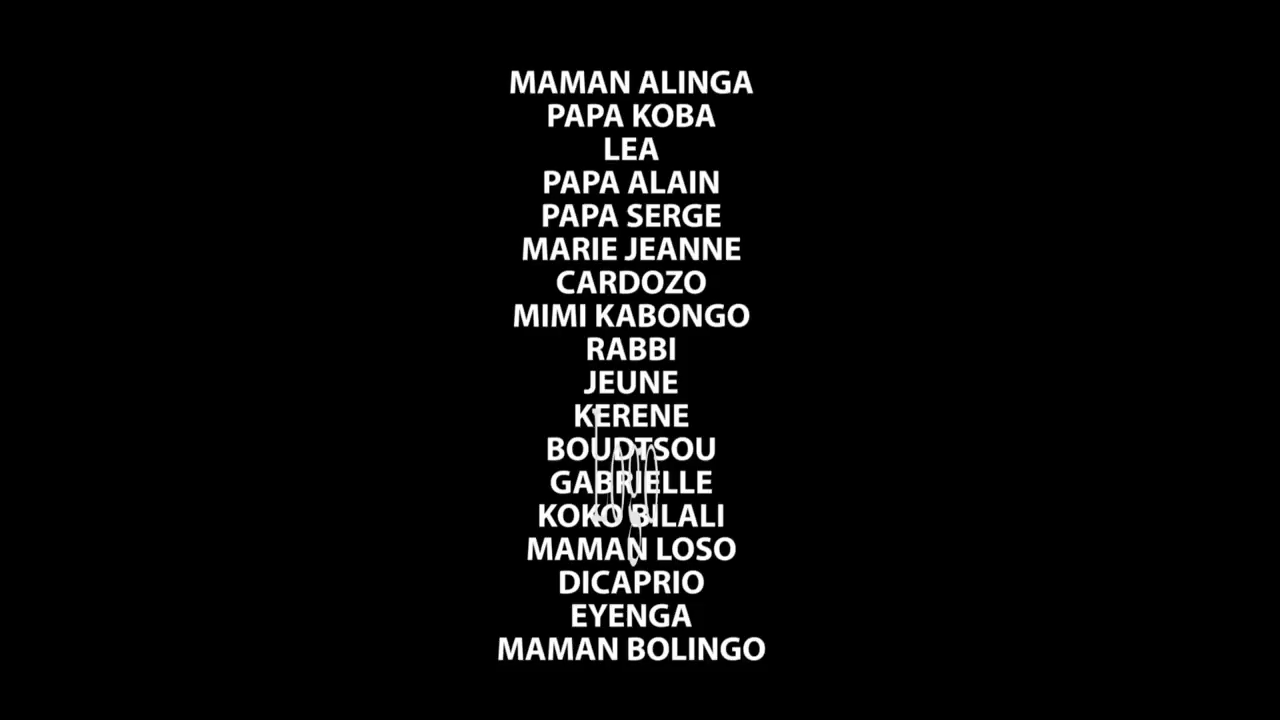 MAMAN ALINGA
PAPA KOBA
LEA
PAPA ALAIN
PAPA SERGE
MARIE JEANNE
CARDOZO
MIMI KABONGO
RABBI
JEUNE
KERENE
BOUDTSOU
GABRIELLE
KOKO BILALI
MAMAN LOSO
DICAPRIO
EYENGA
MAMAN BOLINGO